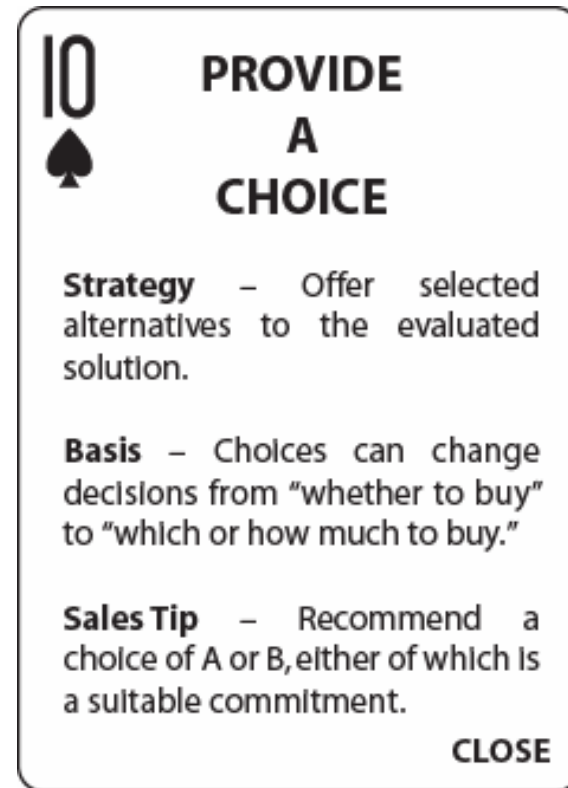 10
PROVIDE
A
CHOICE
Strategy – Offer selected
alternatives to the evaluated
solution.
Basis – Choices can change
decisions from “whether to buy”
to “which or how much to buy.”
Sales Tip – Recommend a
choice of A or B, either of which is
a suitable commitment.
CLOSE